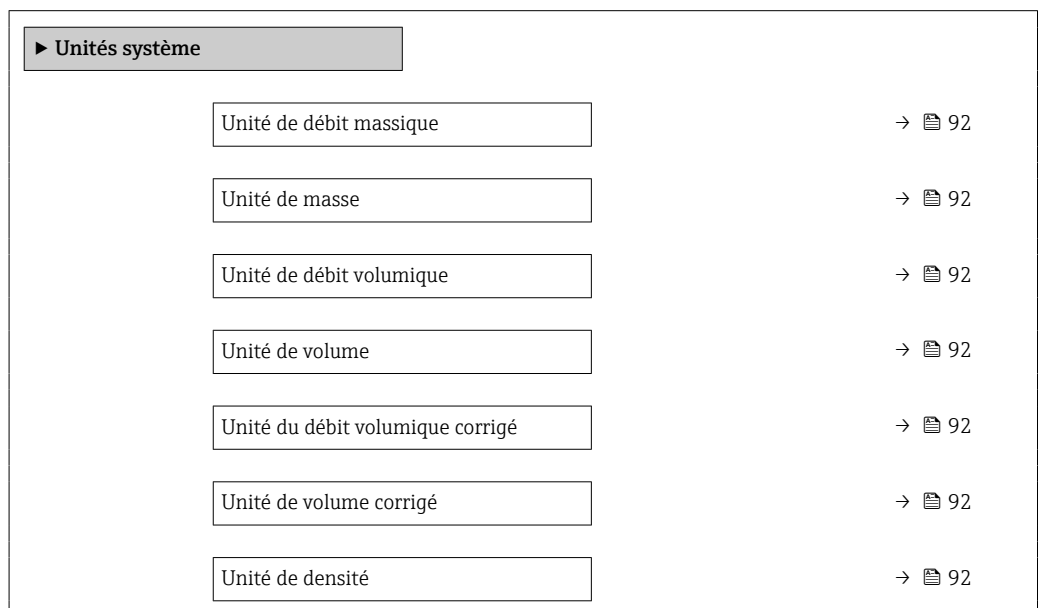 ▶ Unités système
Unité de débit massique → 92
Unité de masse → 92
Unité de débit volumique → 92
Unité de volume → 92
Unité du débit volumique corrigé → 92
Unité de volume corrigé → 92
Unité de densité → 92